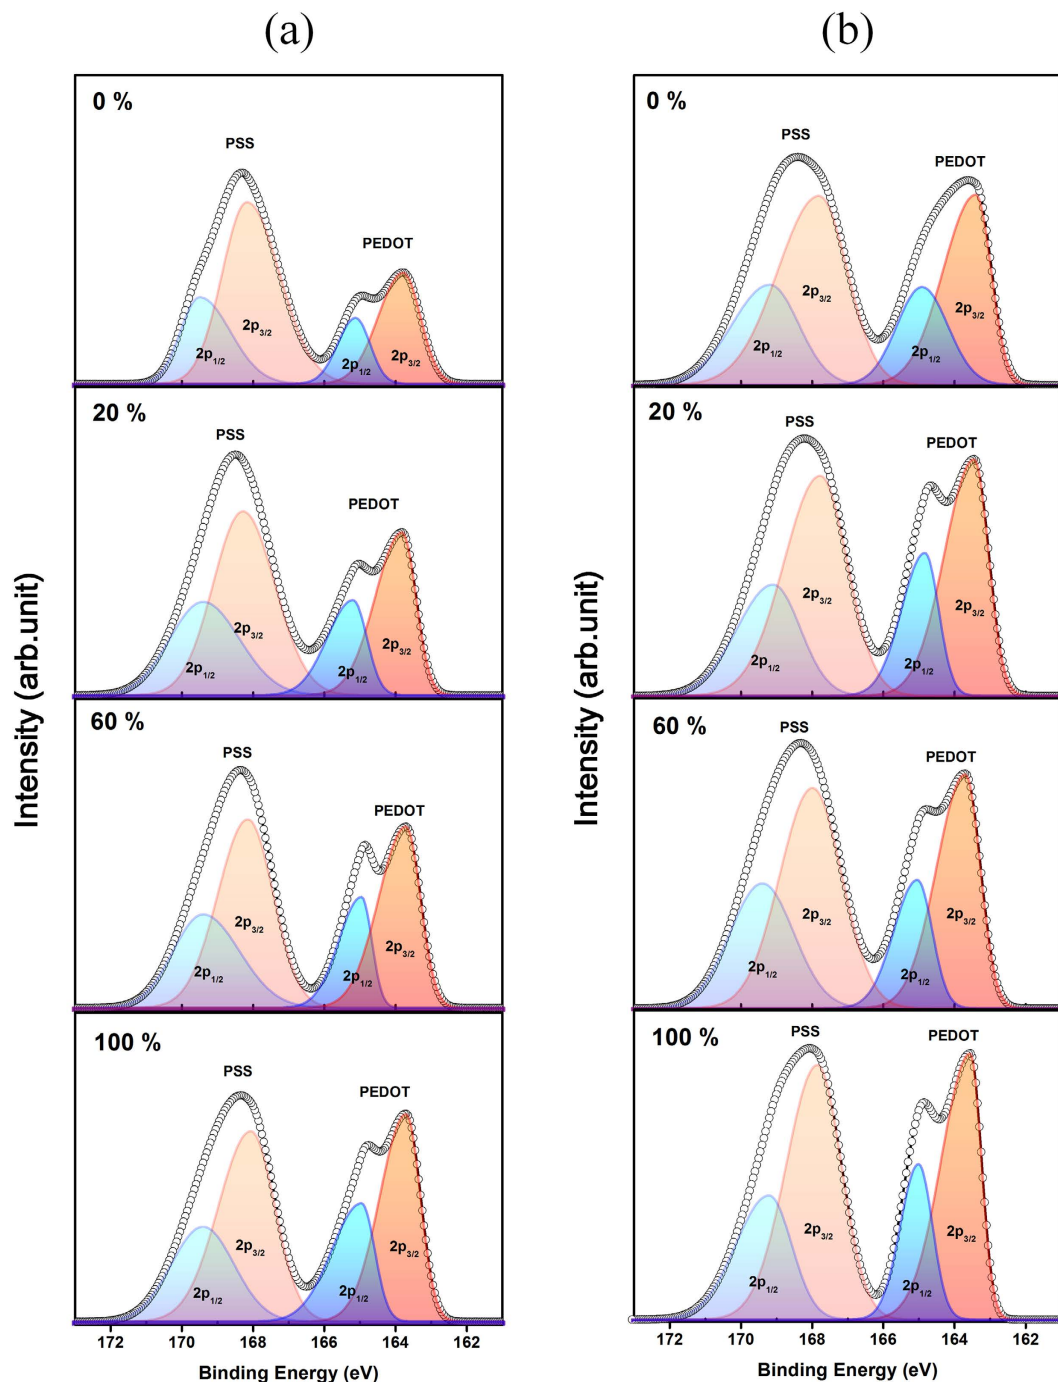 (a)
(b)
0 %
PSS
PEDOT
2p3/2
2p1/2
2p1/2
2p3/2
0 %
PSS
PEDOT
2p3/2
2p1/2
2p1/2
2p3/2
20 %
PSS
PEDOT
2p3/2
2p1/2
2p1/2
2p3/2
20 %
PSS
PEDOT
2p3/2
2p1/2
2p1/2
2p3/2
Intensity (arb.unit)
Intensity (arb.unit)
60 %
PSS
PEDOT
2p3/2
2p1/2
2p1/2
2p3/2
60 %
PSS
PEDOT
2p3/2
2p1/2
2p1/2
2p3/2
100 %
PSS
PEDOT
2p3/2
2p1/2
2p1/2
2p3/2
100 %
PSS
PEDOT
2p3/2
2p1/2
2p1/2
2p3/2
172 170 168 166 164 162
172 170 168 166 164 162
Binding Energy (eV)
Binding Energy (eV)